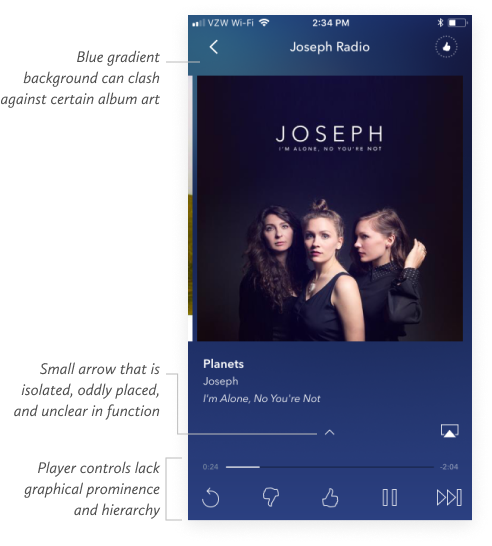 VZW Wi-Fi 2:34 PM
Joseph Radio
Blue gradient
background can clash
against certain album art
JOSEPH
I'M ALONE, NO YOU'RE NOT
Planets
Joseph
I'm Alone, No You're Not
Small arrow that is
isolated, oddly placed,
and unclear in function
0:24 -2:04
Player controls lack
graphical prominence
and hierarchy